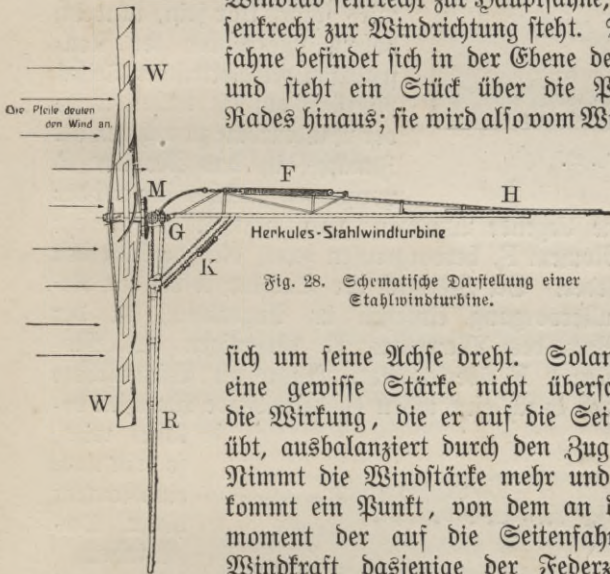 senkrecht zur Windrichtung steht.
fahne befindet sich in der Ebene de
und steht ein Stück über die P
Rades hinaus; sie wird also vom Wi
W
Die Pfeile deuten
den Wind an.
F
M
H
G
Herkules-Stahlwindturbine
K
Fig. 28. Schematische Darstellung einer
Stahlwindturbine.
sich um seine Achse dreht. Solan
eine gewisse Stärke nicht übersc
W
R
die Wirkung, die er auf die Sei
übt, ausbalanziert durch den Zug
Nimmt die Windstärke mehr und
kommt ein Punkt, von dem an
moment der auf die Seitenfah
Windkraft dasjenige der Federz